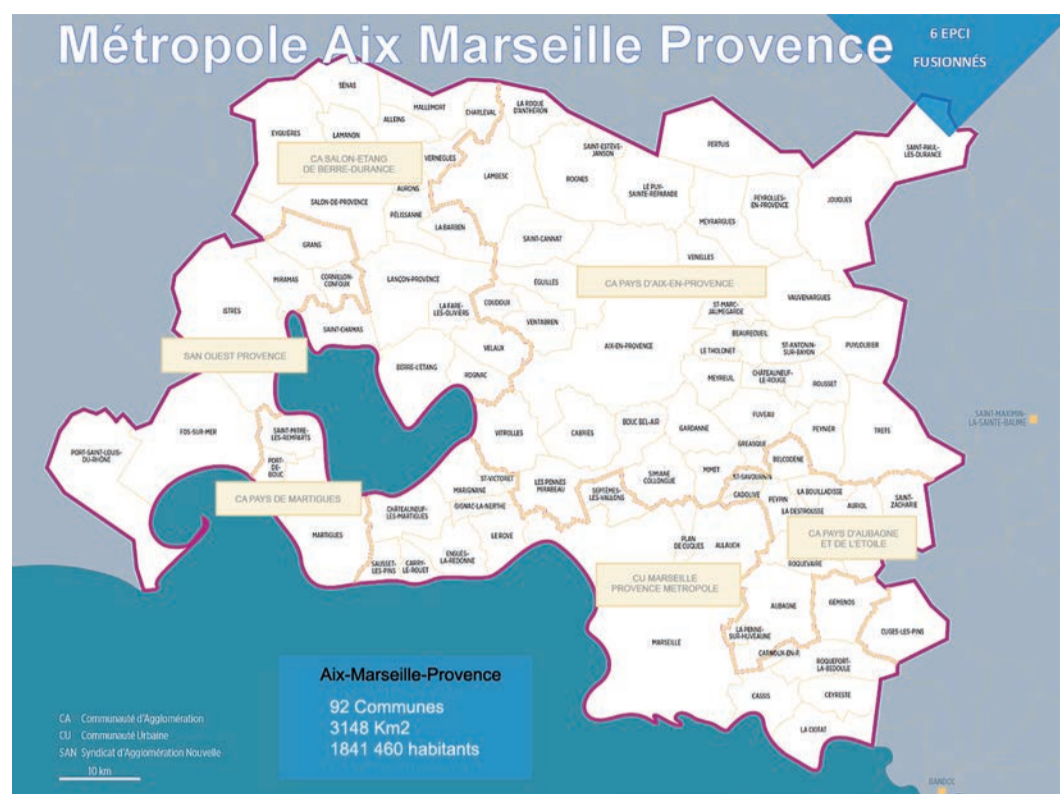 Métropole Aix Marseille Provence
6 EPCI
FUSIONNÉS
SÉNAS
MALLEMORT
ALLEINS
CHARLEVAL
LA ROQUE
D'ANTHÉRON
EYGUIÈRES
LAMANON
CA SALON-ETANG
DE BERRE-DURANCE
VERNEGUES
SAINT-ESTÈVE-
JANSON
PERTUIS
SAINT-PAUL-
LES-DURANCE
LAMBESC
ROGNES
LE PUY-
SAINTE-RÉPARADE
PEYROLLES-
EN-PROVENCE
JOUQUES
AURONS
SALON-DE-PROVENCE
PÉLISSANNE
LA BARBEN
MEYRARGUES
SAINT-CANNAT
VENELLES
GRANS
MIRAMAS
CORNILLON-
CONFOUX
LANÇON-PROVENCE
ÉGUILLES
CA PAYS D'AIX-EN-PROVENCE
VAUVENARGUES
ISTRES
SAINT-CHAMAS
LA FARE-
LES-OLIVIERS
COUDOUX
VENTABREN
ST-MARC-
JAUMEGARDE
BEAURECUEIL
SAN OUEST PROVENCE
VELAUX
AIX-EN-PROVENCE
LE THOLONET
ST-ANTONIN-
SUR-BAYON
PUYLOUBIER
BERRE-L'ÉTANG
ROGNAC
MEYREUIL
CHÂTEAUNEUF-
LE-ROUGE
ROUSSET
SAINT-MAXIMIN-
LA-SAINTE-BAUME
FOS-SUR-MER
SAINT-MITRE-
LES-REMPARTS
VITROLLES
CABRIÈS
BOUC BEL-AIR
GARDANNE
FUVEAU
PEYNIER
TRETS
GRÉASQUE
PORT-SAINT-LOUIS-
DU-RHÔNE
PORT-
DE-
BOUC
BELCODÈNE
ST-VICTORET
LES PENNES
MIRABEAU
SEPTÈMES-
LES-VALLONS
SIMIANE
COLLONGUE
MIMET
ST-SAVOURNIN
CADOLIVE
PEYPIN
LA BOUILLADISSE
LA DESTROUSSE
AURIOL
SAINT-
ZACHARIE
CA PAYS DE MARTIGUES
MARIGNANE
GIGNAC-LA-NERTHE
CHÂTEAUNEUF-
LES-MARTIGUES
MARTIGUES
LE ROVE
PLAN
DE CUQUES
ALLAUCH
CA PAYS D'AUBAGNE
ET DE L'ÉTOILE
SAUSSET-
LES-PINS
CARRY-
LE-ROUET
ENSUÈS-
LA-REDONNE
ROQUEVAIRE
CU MARSEILLE
PROVENCE METROPOLE
AUBAGNE
GÉMENOS
CUGES-LES-PINS
MARSEILLE
LA PENNE-
SUR-HUVEAUNE
CARNOUX-EN-P.
ROQUEFORT-
LA-BEDOULE
CASSIS
CEYRESTE
LA CIOTAT
Aix-Marseille-Provence
92 Communes
3148 Km2
1841 460 habitants
CA Communauté d'Agglomération
CU Communauté Urbaine
SAN Syndicat d'Agglomération Nouvelle
10 km
BANDOL